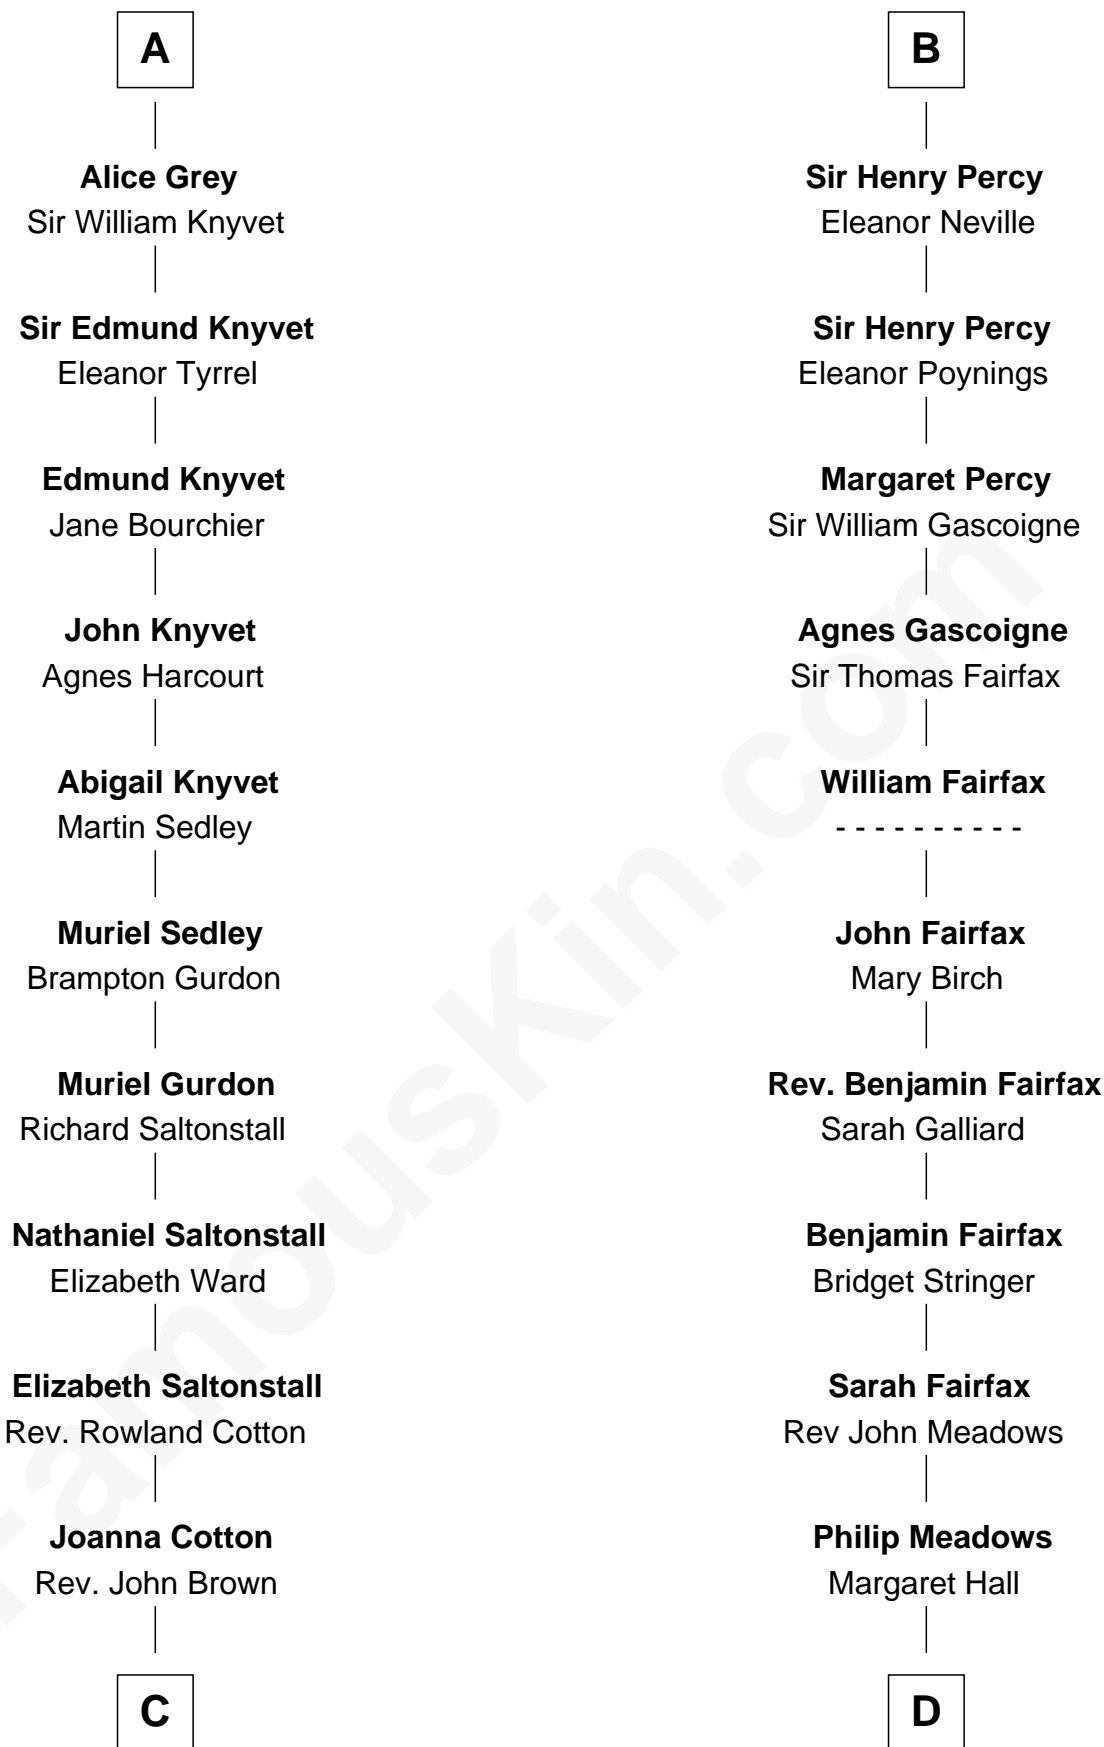 A
Alice Grey
Sir William Knyvet
Sir Edmund Knyvet
Eleanor Tyrrel
Edmund Knyvet
Jane Bourchier
John Knyvet
Agnes Harcourt
Abigail Knyvet
Martin Sedley
Muriel Sedley
Brampton Gurdon
Muriel Gurdon
Richard Saltonstall
Nathaniel Saltonstall
Elizabeth Ward
Elizabeth Saltonstall
Rev. Rowland Cotton
Joanna Cotton
Rev. John Brown
C
B
Sir Henry Percy
Eleanor Neville
Sir Henry Percy
Eleanor Poynings
Margaret Percy
Sir William Gascoigne
Agnes Gascoigne
Sir Thomas Fairfax
William Fairfax
- - - - - - - - - -
John Fairfax
Mary Birch
Rev. Benjamin Fairfax
Sarah Galliard
Benjamin Fairfax
Bridget Stringer
Sarah Fairfax
Rev John Meadows
Philip Meadows
Margaret Hall
D
FamousKin.com